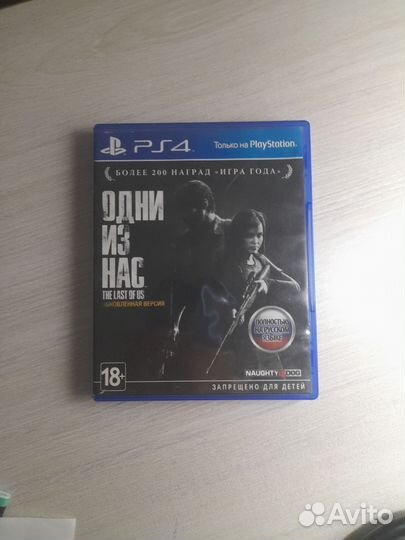 PS4
Только на PlayStation
БОЛЕЕ 200 НАГРАД «ИГРА ГОДА»
ОДНИ
ИЗ
НАС
THE LAST OF US
ОБНОВЛЕННАЯ ВЕРСИЯ
ПОЛНОСТЬЮ
НА РУССКОМ
ЯЗЫКЕ
18+
NAUGHTY DOG
ЗАПРЕЩЕНО ДЛЯ ДЕТЕЙ
Avito